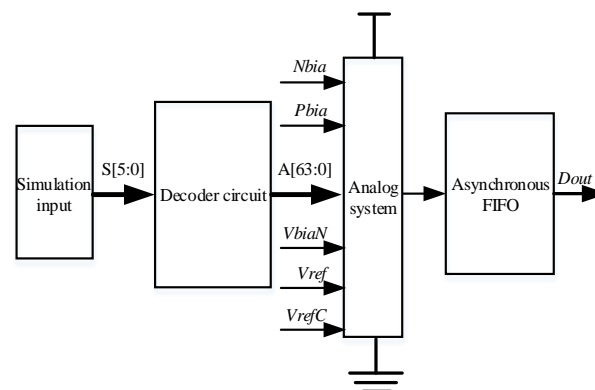 Nbia
Pbia
S[5:0]
A[63:0]
Simulation
input
Decoder circuit
Analog
system
Asynchronous
FIFO
Dout
VbiaN
Vref
VrefC